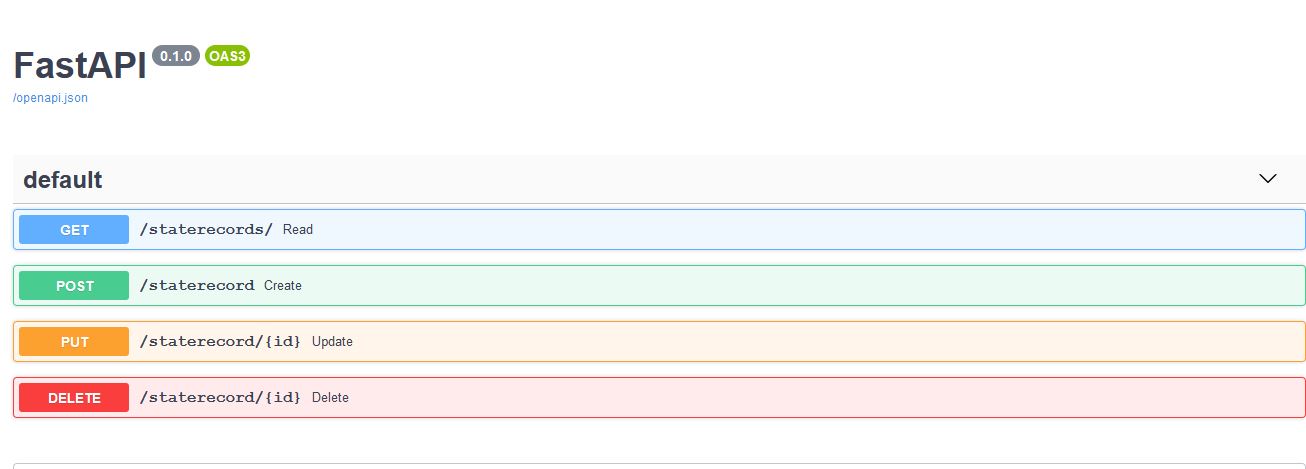 FastAPI 0.1.0 OAS3
/openapi.json
default
GET /staterecords/ Read
POST /staterecord Create
PUT /staterecord/{id} Update
DELETE /staterecord/{id} Delete